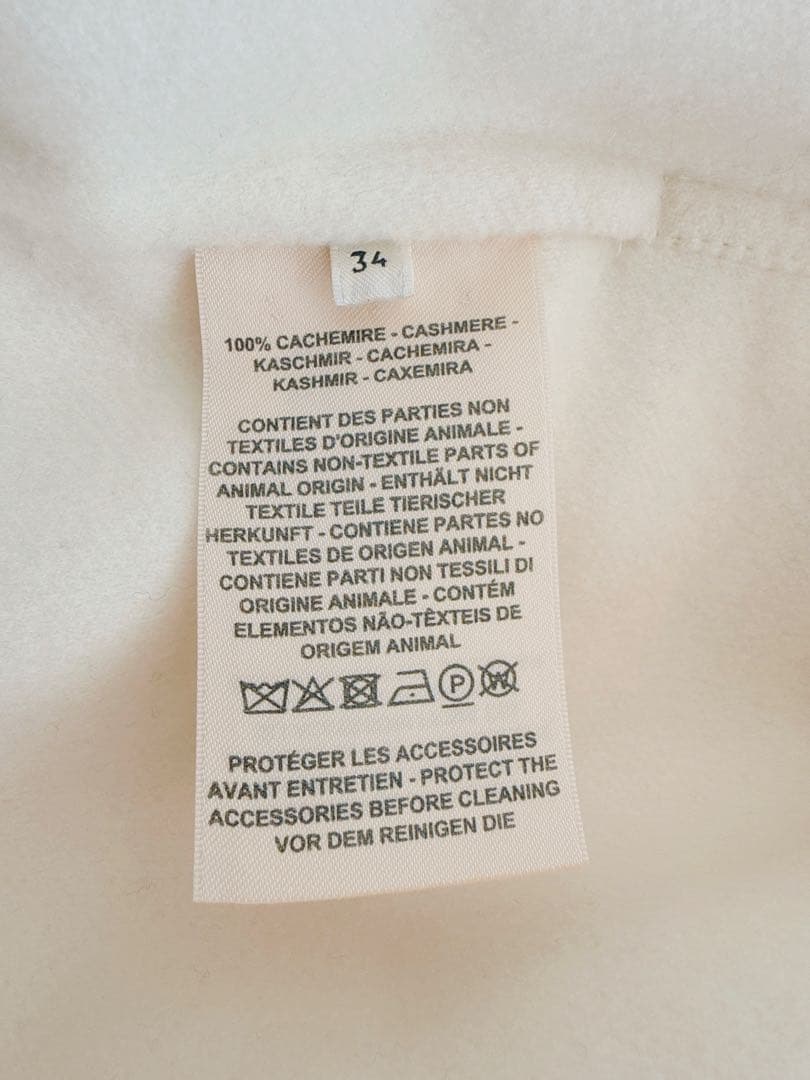 34
100% CACHEMIRE - CASHMERE -
KASCHMIR - CACHEMIRA -
KASHMIR - CAXEMIRA
CONTIENT DES PARTIES NON
TEXTILES D'ORIGINE ANIMALE -
CONTAINS NON-TEXTILE PARTS OF
ANIMAL ORIGIN - ENTHÄLT NICHT
TEXTILE TEILE TIERISCHER
HERKUNFT - CONTIENE PARTES NO
TEXTILES DE ORIGEN ANIMAL -
CONTIENE PARTI NON TESSILI DI
ORIGINE ANIMALE - CONTÉM
ELEMENTOS NÃO-TÊXTEIS DE
ORIGEM ANIMAL
P W
PROTÉGER LES ACCESSOIRES
AVANT ENTRETIEN - PROTECT THE
ACCESSORIES BEFORE CLEANING
VOR DEM REINIGEN DIE